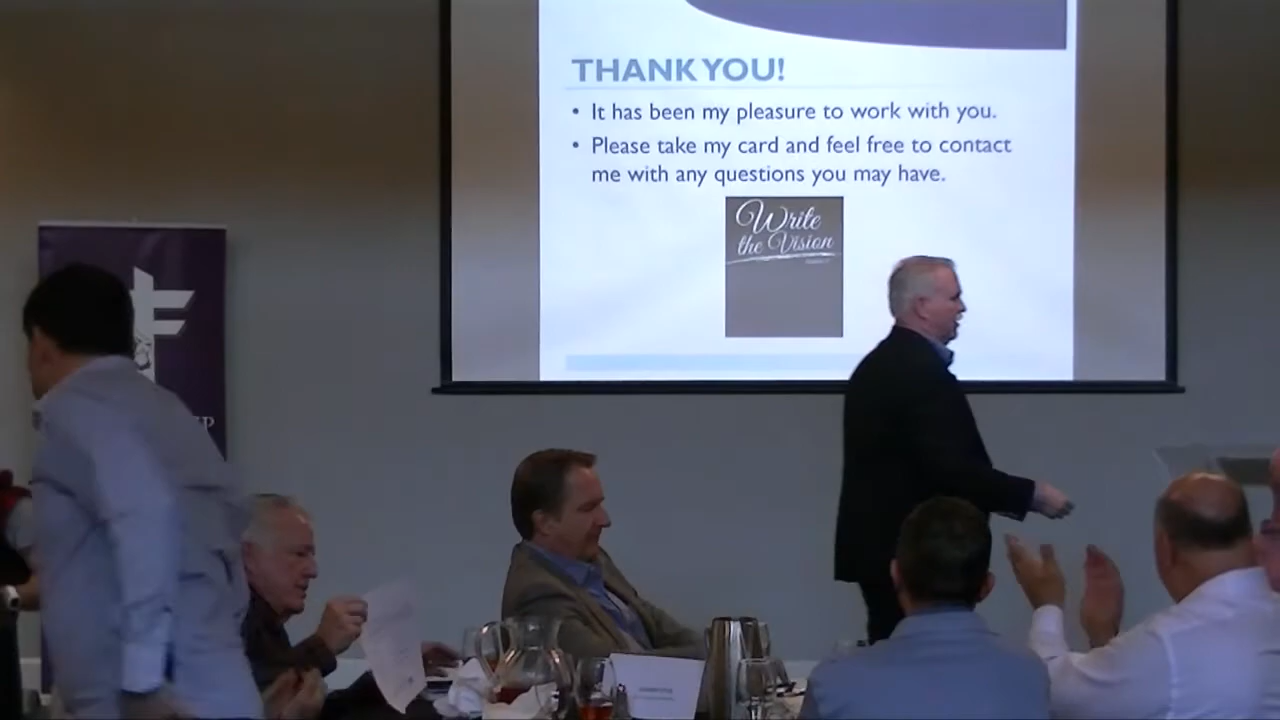 THANK YOU!
• It has been my pleasure to work with you.
• Please take my card and feel free to contact
me with any questions you may have.
Write
the Vision